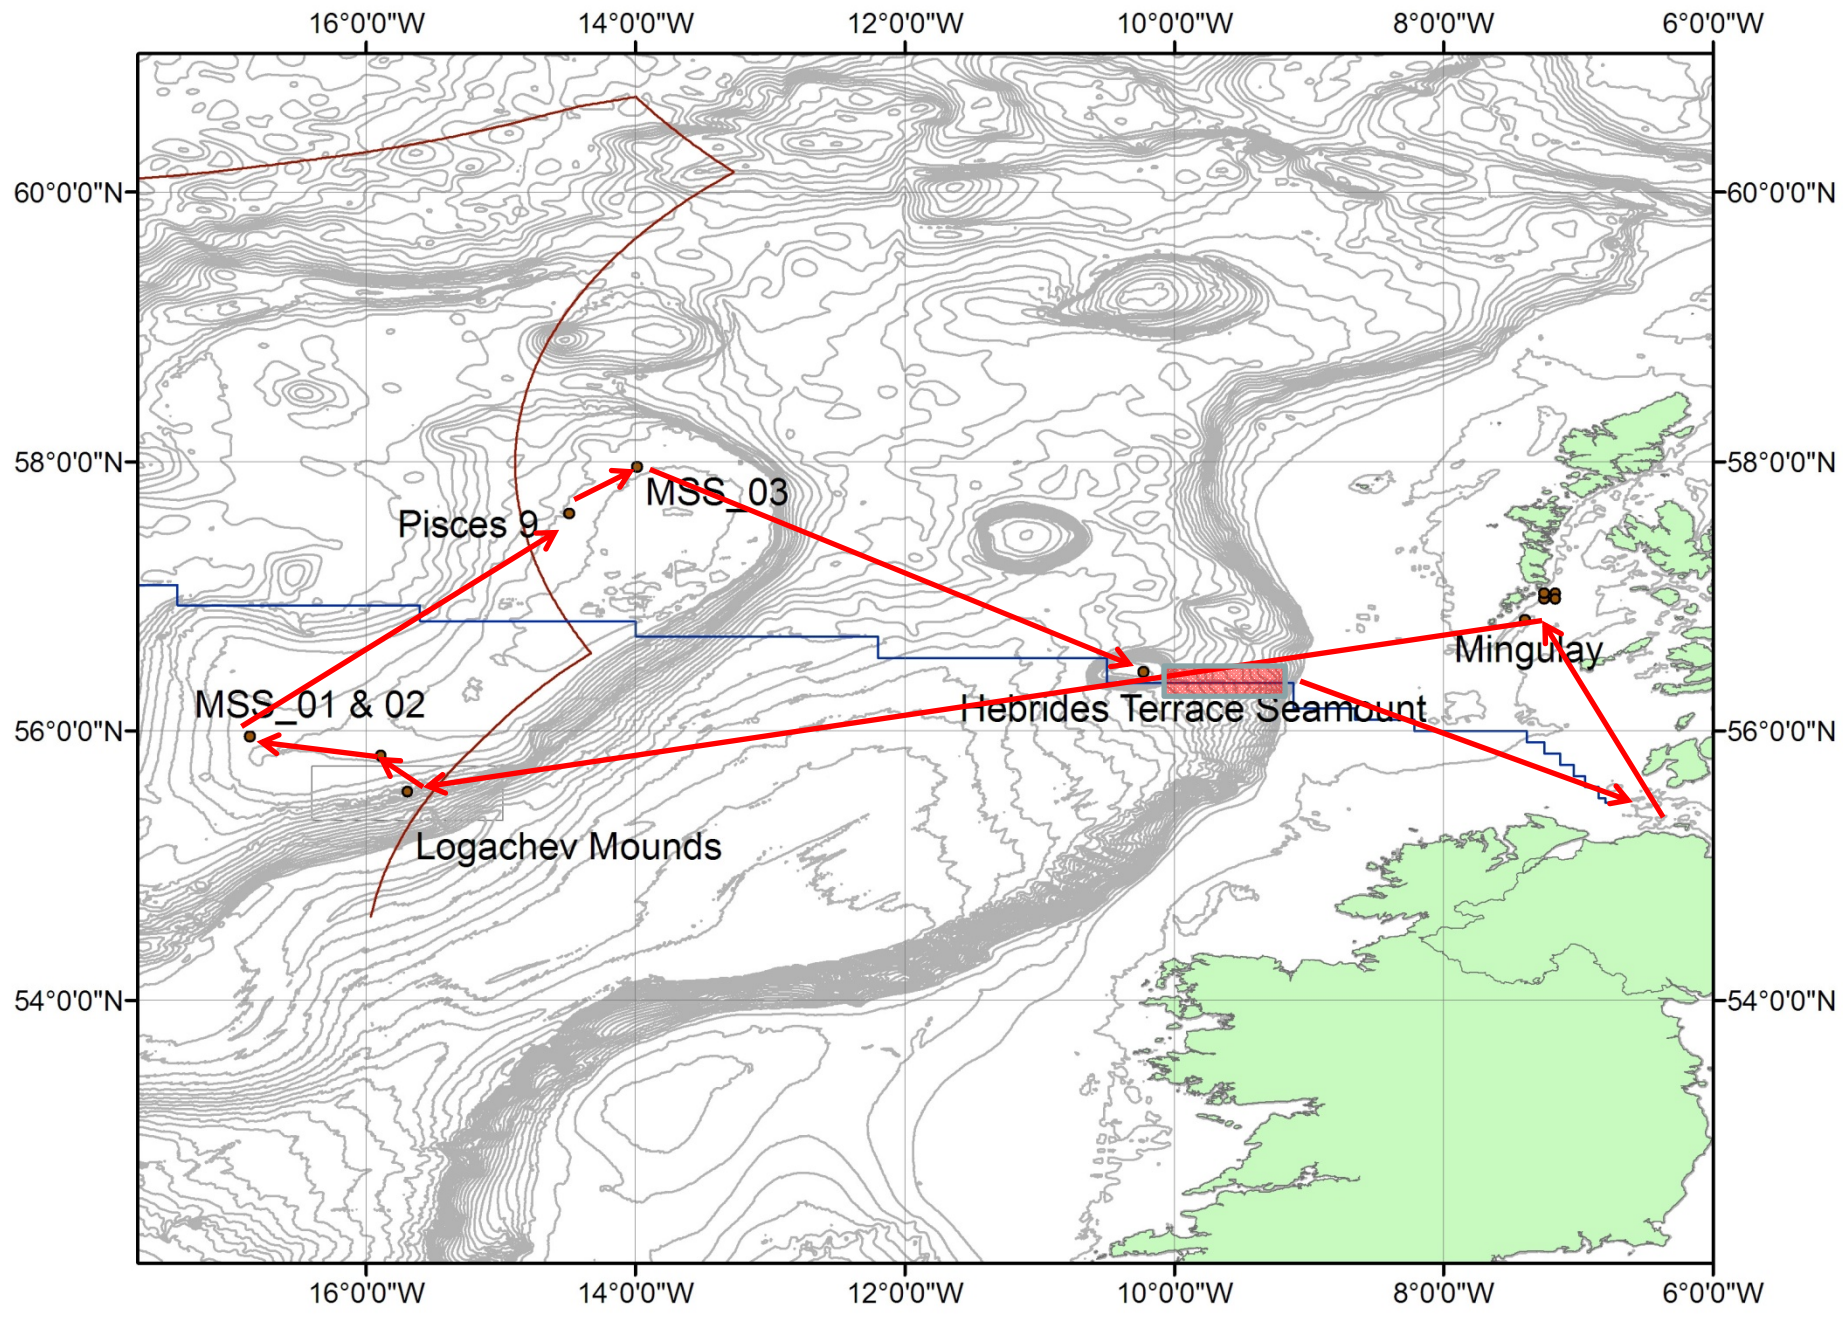 16°0'0"W 14°0'0"W 12°0'0"W 10°0'0"W 8°0'0"W 6°0'0"W
60°0'0"N 60°0'0"N
58°0'0"N 58°0'0"N
MSS_03
Pisces 9
Mingulay
MSS_01 & 02
Hebrides Terrace Seamount
56°0'0"N 56°0'0"N
Logachev Mounds
54°0'0"N 54°0'0"N
16°0'0"W 14°0'0"W 12°0'0"W 10°0'0"W 8°0'0"W 6°0'0"W